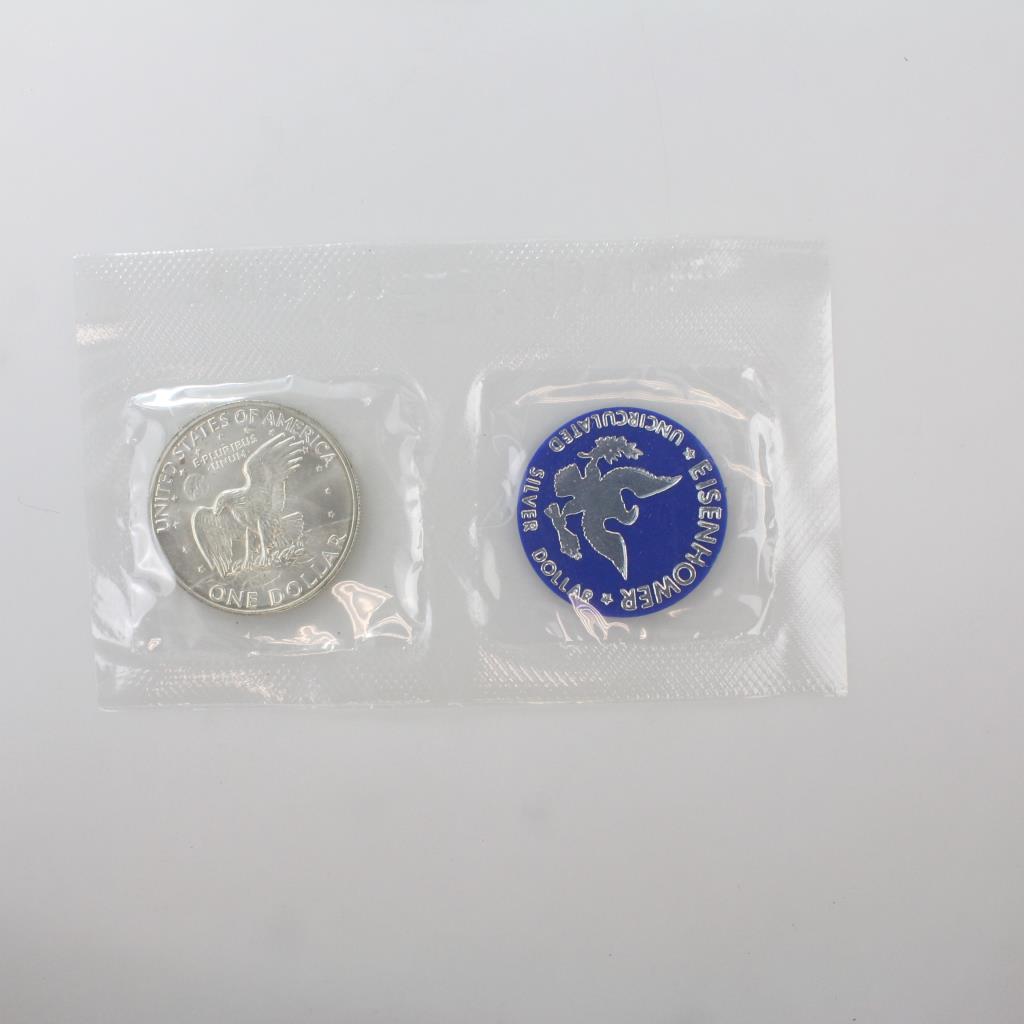 UNITED STATES OF AMERICA
E PLURIBUS
UNUM
ONE DOLLAR
EISENHOWER
UNCIRCULATED SILVER DOLLAR